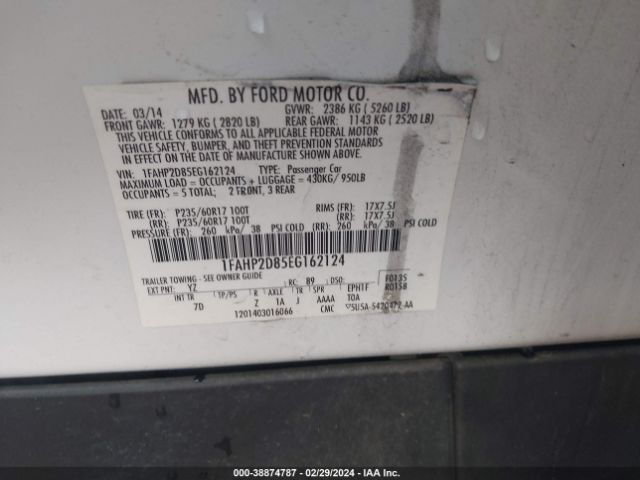 MFD. BY FORD MOTOR CO.
DATE: 03/14 GVWR: 2386 KG ( 5260 LB)
FRONT GAWR: 1279 KG ( 2820 LB) REAR GAWR: 1143 KG ( 2520 LB)
THIS VEHICLE CONFORMS TO ALL APPLICABLE FEDERAL MOTOR
VEHICLE SAFETY, BUMPER, AND THEFT PREVENTION STANDARDS
IN EFFECT ON THE DATE OF MANUFACTURE SHOWN ABOVE.
VIN: 1FAHP2D85EG162124 TYPE: Passenger Car
MAXIMUM LOAD = OCCUPANTS + LUGGAGE = 430KG/ 950LB
OCCUPANTS = 5 TOTAL; 2 FRONT, 3 REAR
TIRE (FR): P235/60R17 100T RIMS (FR): 17X7.5J
(RR): P235/60R17 100T (RR): 17X7.5J
PRESSURE (FR): 260 kPa/ 38 PSI COLD (RR): 260 kPa/ 38 PSI COLD
1FAHP2D85EG162124
TRAILER TOWING - SEE OWNER GUIDE
EXT PNT: YZ RC: 89 DSO: F0135
R0158
INT TR TP/PS R AXLE TR SPR EPH1F
7D Z 1A J AAAA TOA
1201403016066 CMC
IAA Inc. (ID: 38874787 - 02/29/2024 - IAA Inc.)